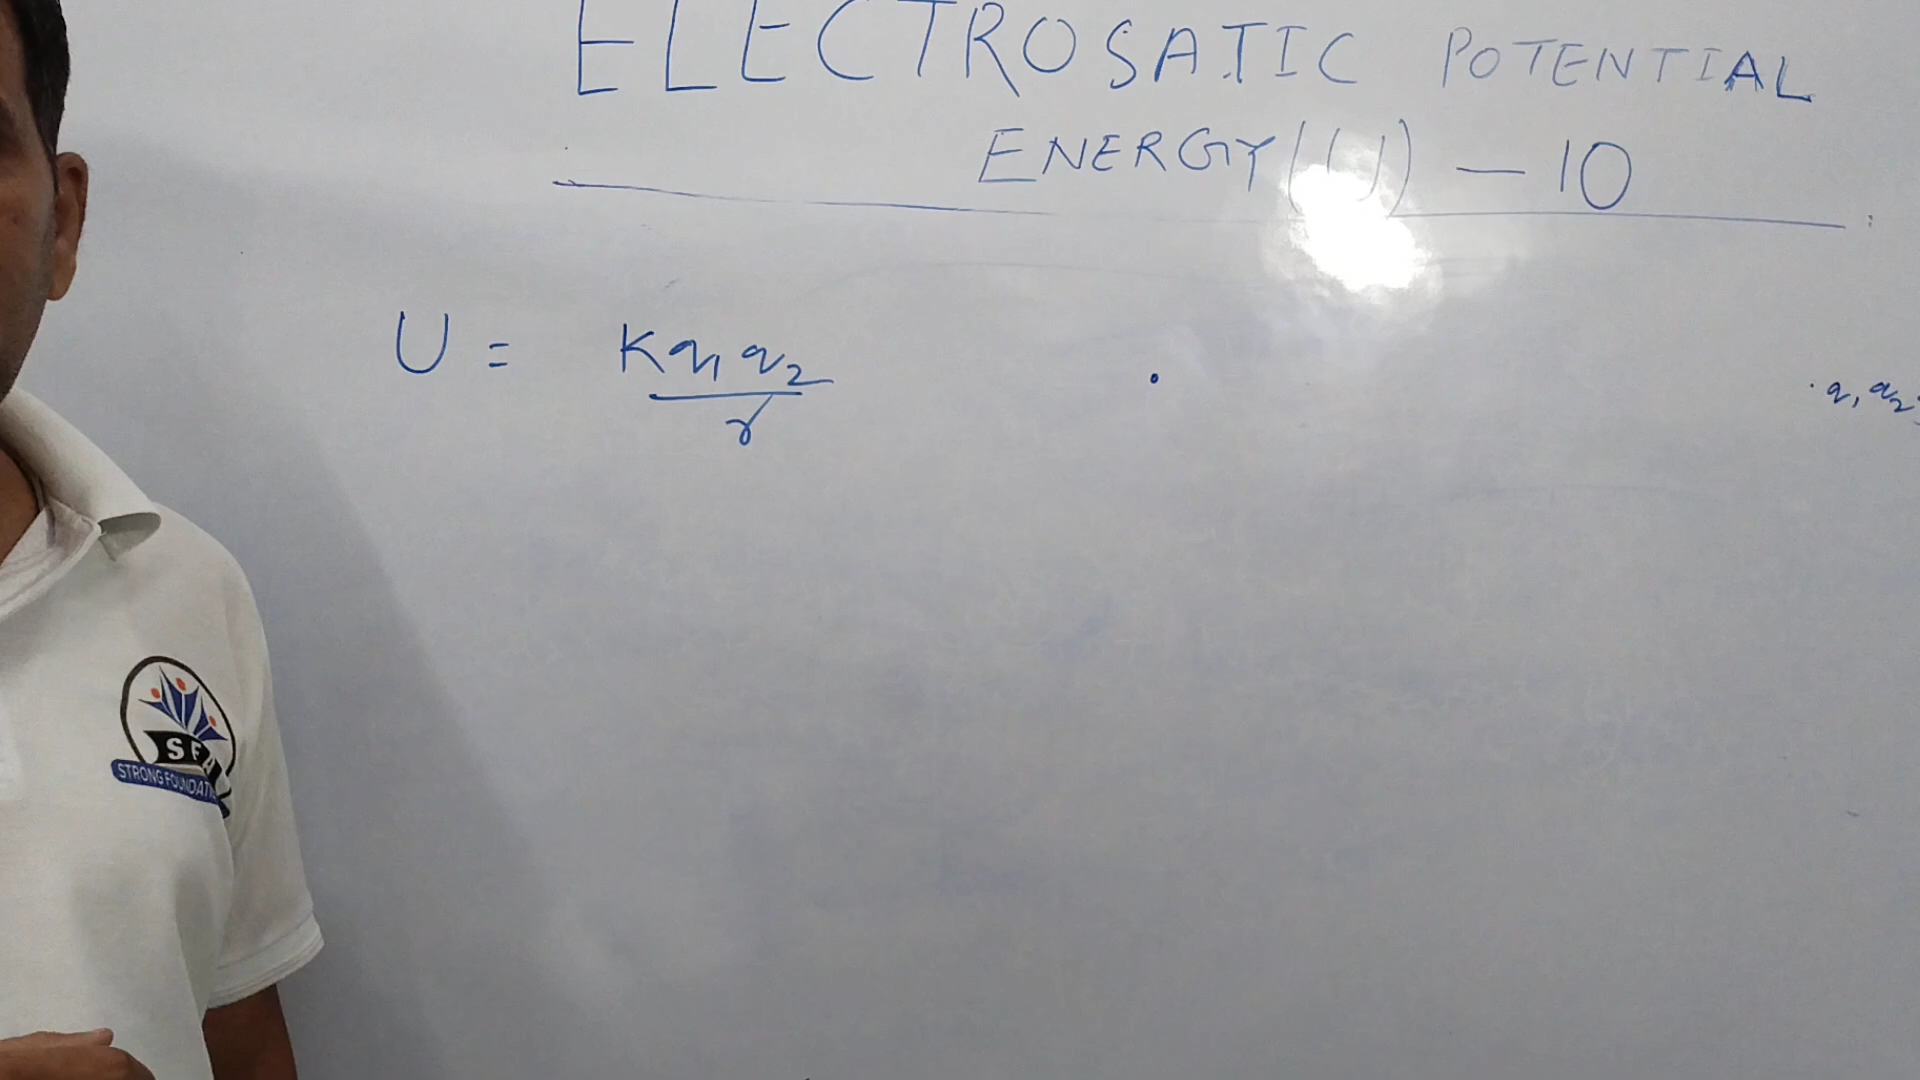 ELECTROSATIC POTENTIAL
ENERGY(U) — 10
U = Kq₁q₂
r
q₁, q₂
SF
STRONG FOUNDAT